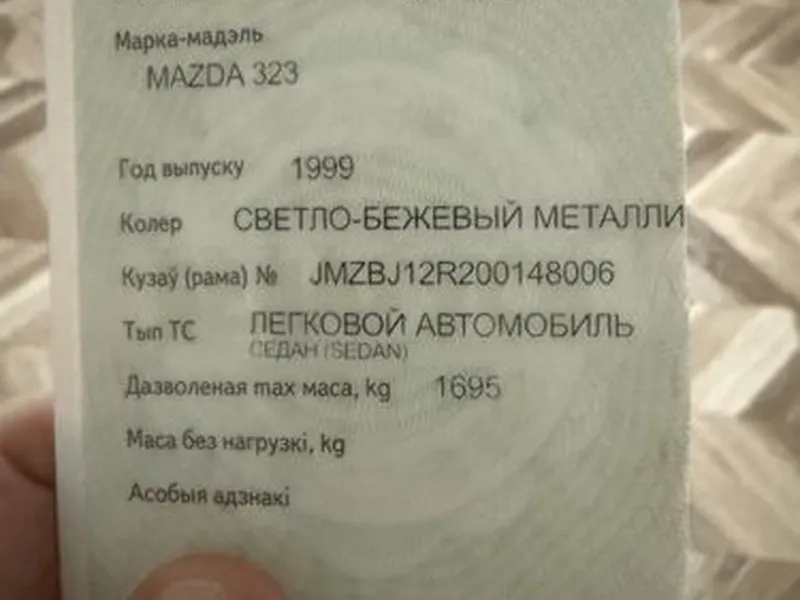 Марка-мадэль
MAZDA 323
Год выпуску 1999
Колер СВЕТЛО-БЕЖЕВЫЙ МЕТАЛЛИ
Кузаў (рама) № JMZBJ12R200148006
Тып ТС ЛЕГКОВОЙ АВТОМОБИЛЬ
СЕДАН (SEDAN)
Дазволеная max маса, kg 1695
Маса без нагрузкі, kg
Асобыя адзнакі